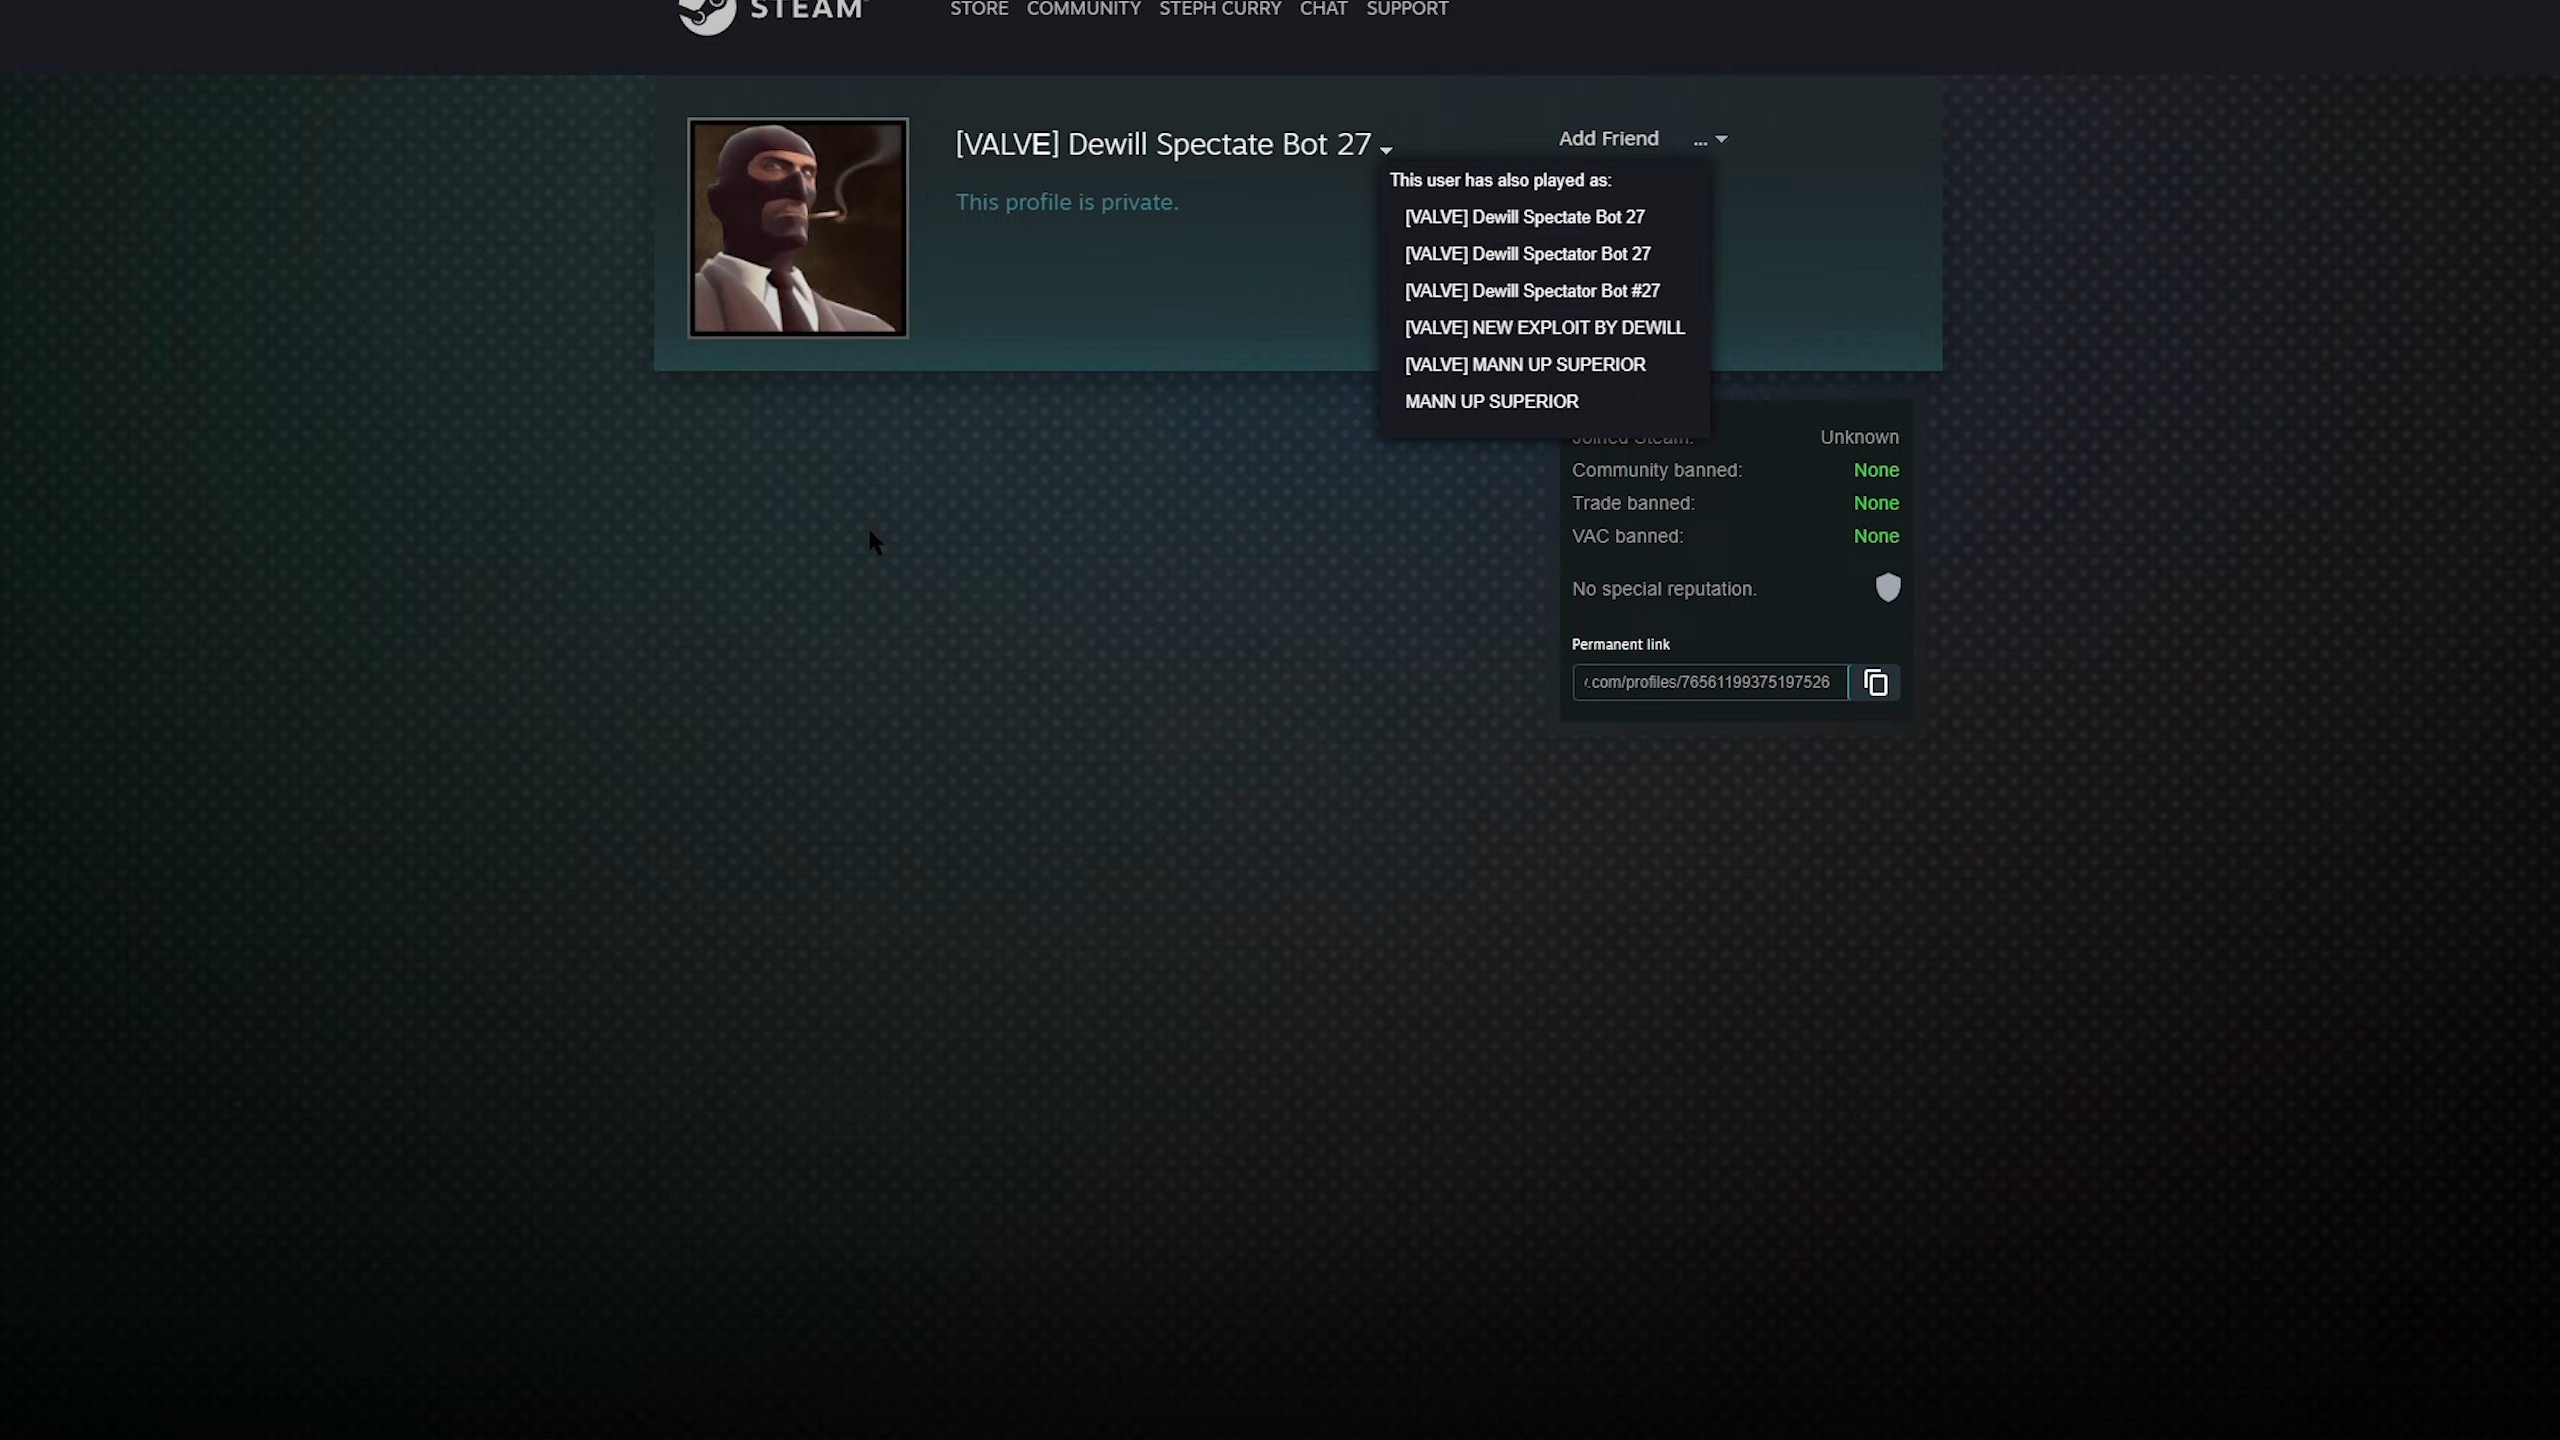 STEAM
STORE COMMUNITY STEPH CURRY CHAT SUPPORT
[VALVE] Dewill Spectate Bot 27
Add Friend ...
This profile is private.
This user has also played as:
[VALVE] Dewill Spectate Bot 27
[VALVE] Dewill Spectator Bot 27
[VALVE] Dewill Spectator Bot #27
[VALVE] NEW EXPLOIT BY DEWILL
[VALVE] MANN UP SUPERIOR
MANN UP SUPERIOR
Joined Steam: Unknown
Community banned: None
Trade banned: None
VAC banned: None
No special reputation.
Permanent link
.com/profiles/76561199375197526